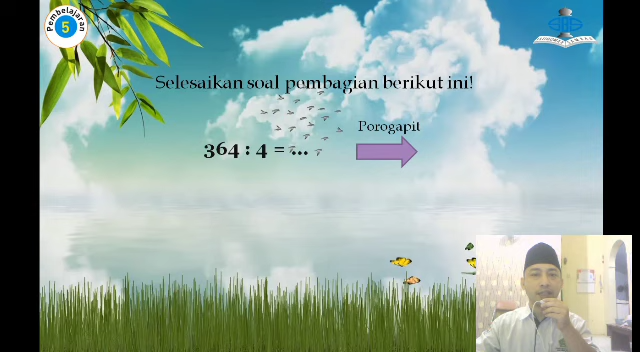 Pembelajaran
5
Selesaikan soal pembagian berikut ini!
Porogapit
364 : 4 = ...